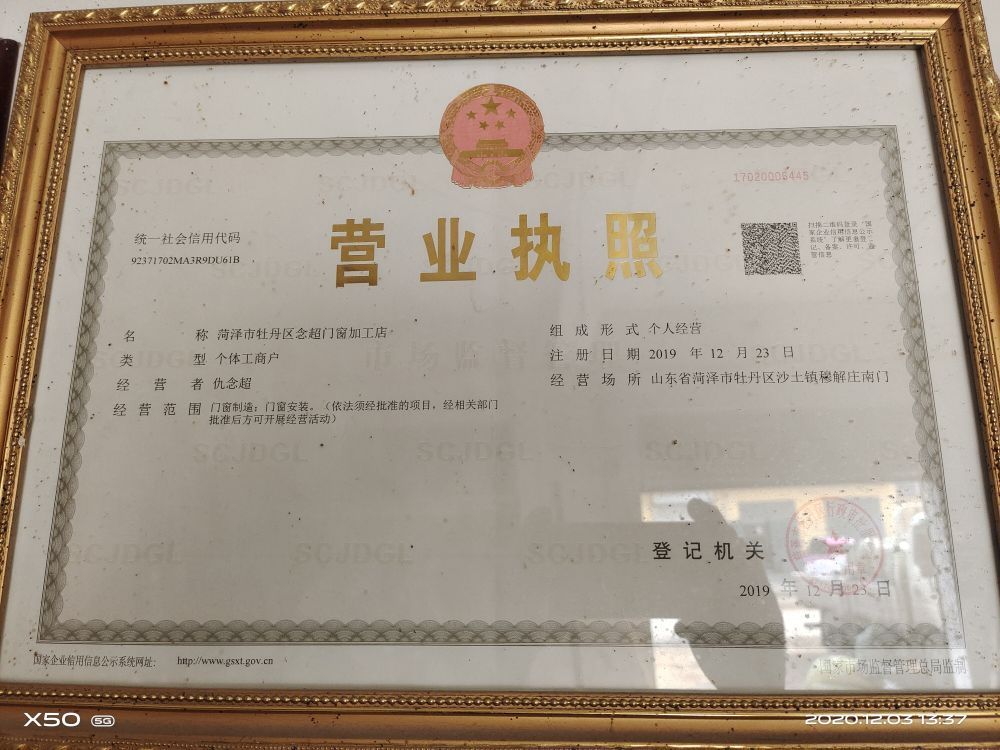 17020006445
营业执照
统一社会信用代码
92371702MA3R9DU61B
扫描二维码登录“国
家企业信用信息公示
系统”了解更多登
记、备案、许可、监
管信息
名 称 菏泽市牡丹区念超门窗加工店
类 型 个体工商户
经 营 者 仇念超
经 营 范 围 门窗制造；门窗安装。（依法须经批准的项目，经相关部门
批准后方可开展经营活动）
组 成 形 式 个人经营
注 册 日 期 2019 年 12 月 23 日
经 营 场 所 山东省菏泽市牡丹区沙土镇穆解庄南门
登 记 机 关
2019 年 12 月 23 日
国家企业信用信息公示系统网址： http://www.gsxt.gov.cn
国家市场监督管理总局监制
X50 5G
2020.12.03 13:37